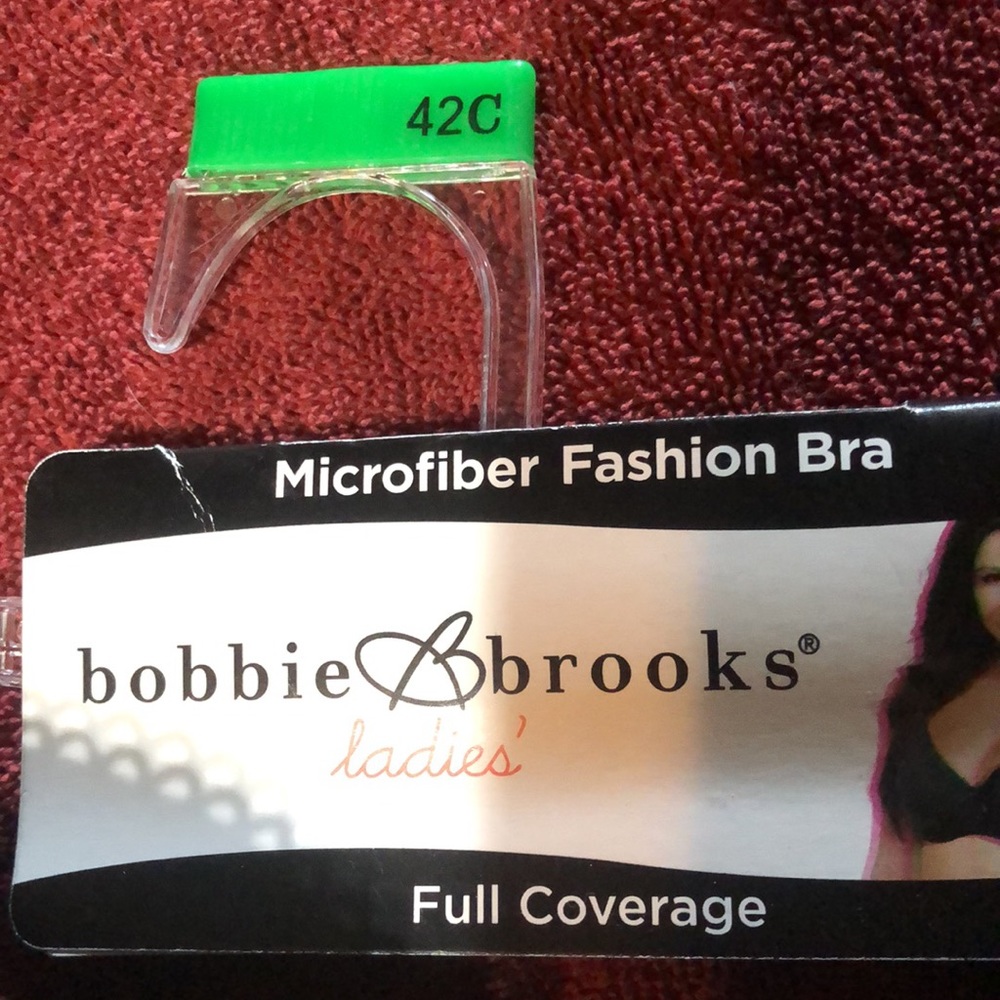 42C
Microfiber Fashion Bra
bobbie B brooks®
ladies'
Full Coverage